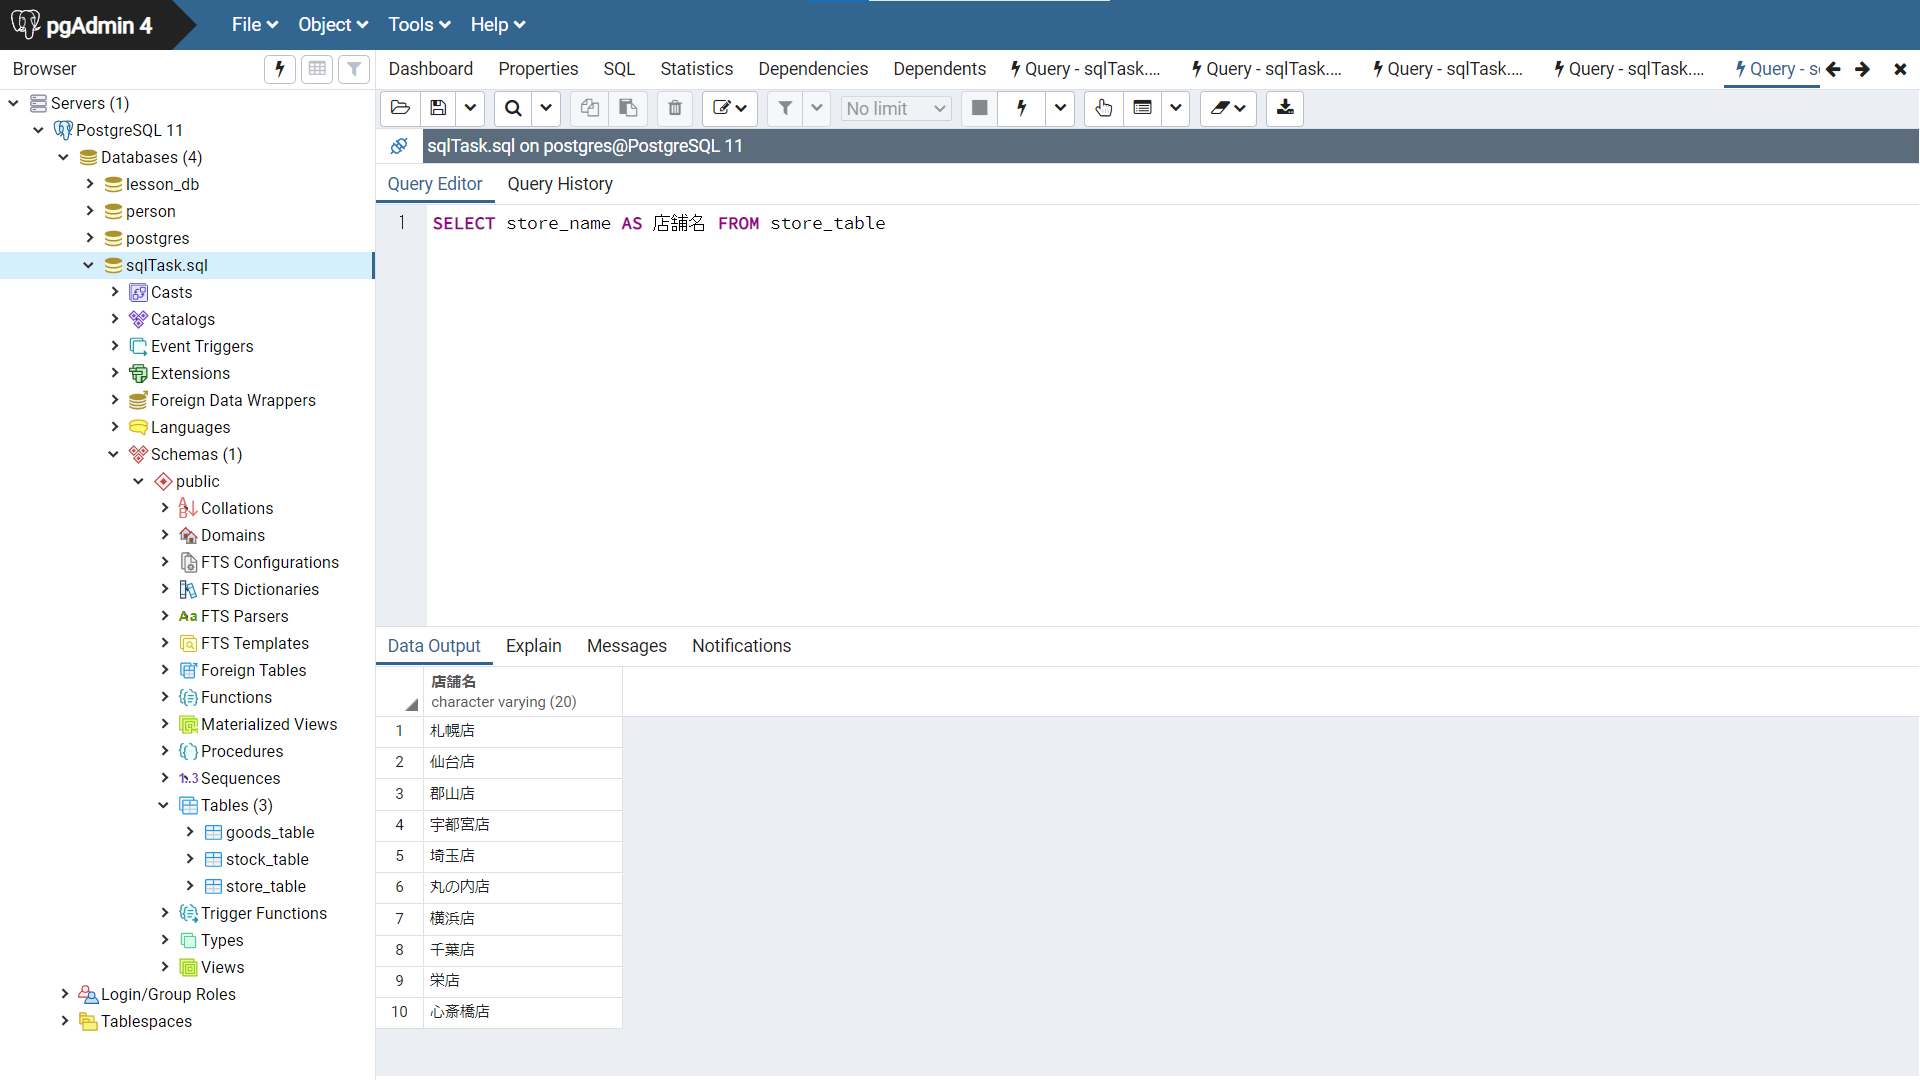 pgAdmin 4
File Object Tools Help
Browser
Dashboard Properties SQL Statistics Dependencies Dependents Query - sqlTask.... Query - sqlTask.... Query - sqlTask.... Query - sqlTask.... Query - s
No limit
sqlTask.sql on postgres@PostgreSQL 11
Query Editor Query History
1 SELECT store_name AS 店舗名 FROM store_table
Servers (1)
PostgreSQL 11
Databases (4)
lesson_db
person
postgres
sqlTask.sql
Casts
Catalogs
Event Triggers
Extensions
Foreign Data Wrappers
Languages
Schemas (1)
public
Collations
Domains
FTS Configurations
FTS Dictionaries
FTS Parsers
FTS Templates
Foreign Tables
Functions
Materialized Views
Procedures
Sequences
Tables (3)
goods_table
stock_table
store_table
Trigger Functions
Types
Views
Login/Group Roles
Tablespaces
Data Output Explain Messages Notifications
店舗名
character varying (20)
1 札幌店
2 仙台店
3 郡山店
4 宇都宮店
5 埼玉店
6 丸の内店
7 横浜店
8 千葉店
9 栄店
10 心斎橋店